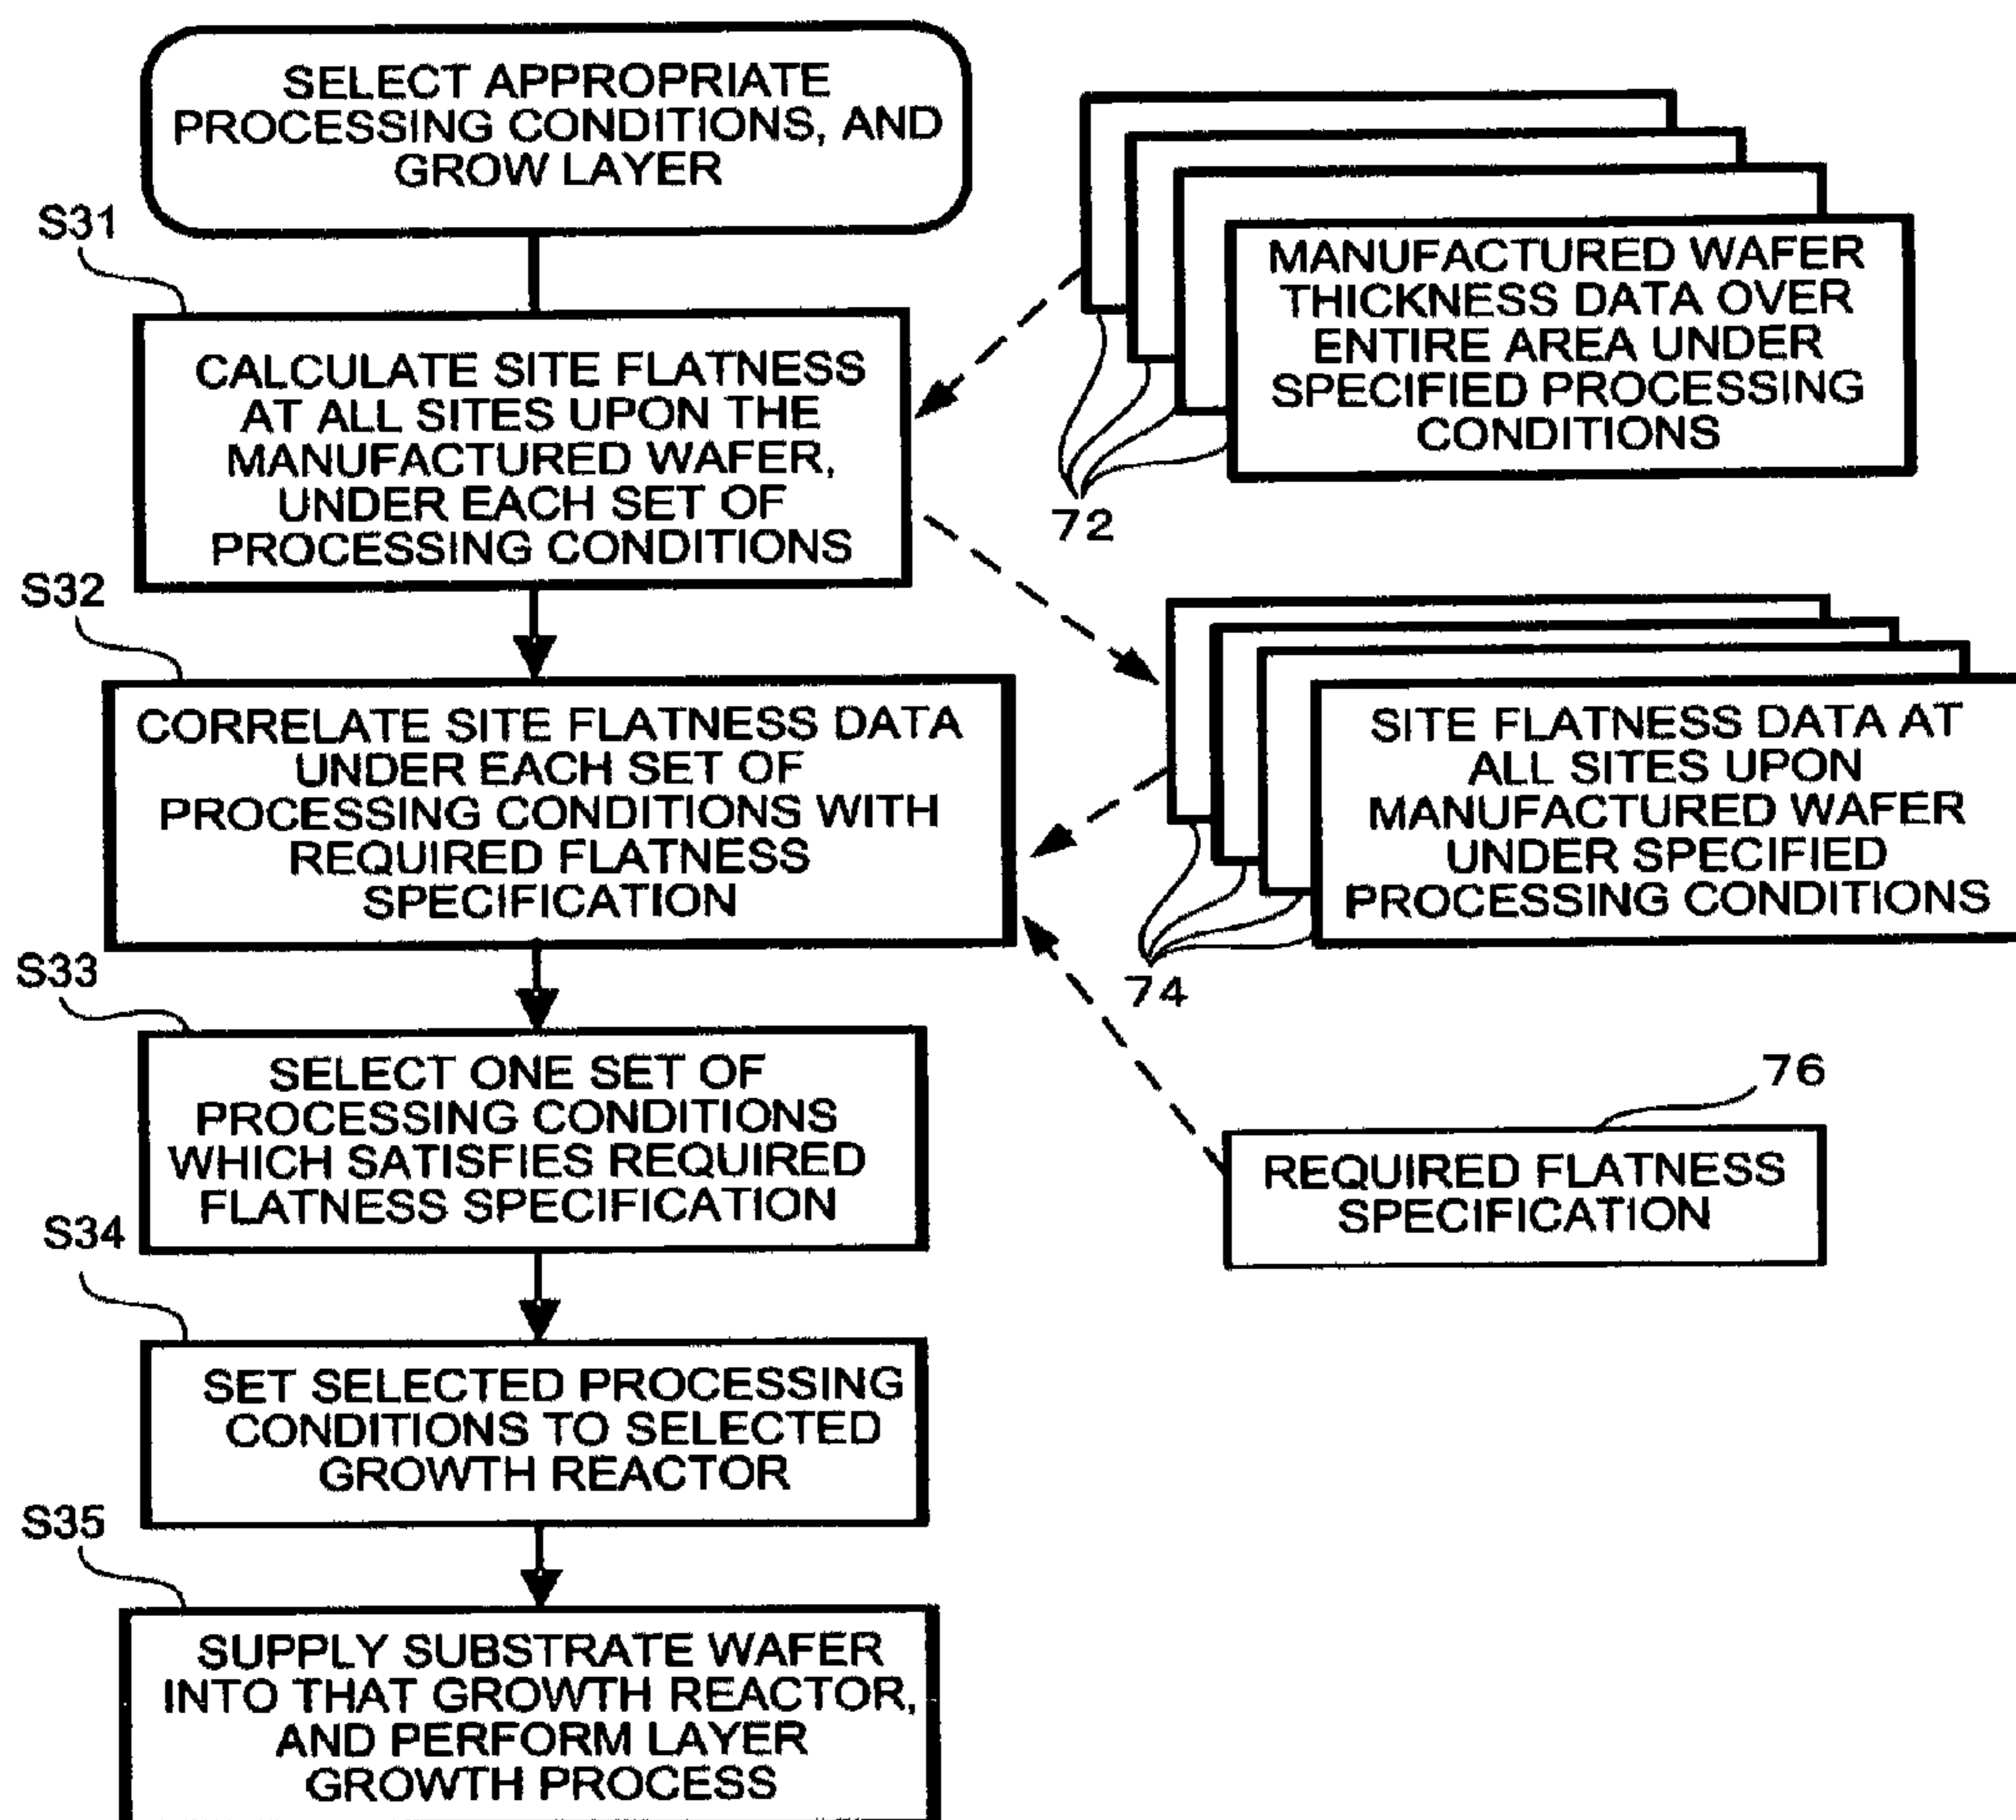 SELECT APPROPRIATE
PROCESSING CONDITIONS, AND
GROW LAYER
S31
CALCULATE SITE FLATNESS
AT ALL SITES UPON THE
MANUFACTURED WAFER,
UNDER EACH SET OF
PROCESSING CONDITIONS
MANUFACTURED WAFER
THICKNESS DATA OVER
ENTIRE AREA UNDER
SPECIFIED PROCESSING
CONDITIONS
72
S32
CORRELATE SITE FLATNESS DATA
UNDER EACH SET OF
PROCESSING CONDITIONS WITH
REQUIRED FLATNESS
SPECIFICATION
SITE FLATNESS DATA AT
ALL SITES UPON
MANUFACTURED WAFER
UNDER SPECIFIED
PROCESSING CONDITIONS
74
S33
SELECT ONE SET OF
PROCESSING CONDITIONS
WHICH SATISFIES REQUIRED
FLATNESS SPECIFICATION
76
REQUIRED FLATNESS
SPECIFICATION
S34
SET SELECTED PROCESSING
CONDITIONS TO SELECTED
GROWTH REACTOR
S35
SUPPLY SUBSTRATE WAFER
INTO THAT GROWTH REACTOR,
AND PERFORM LAYER
GROWTH PROCESS